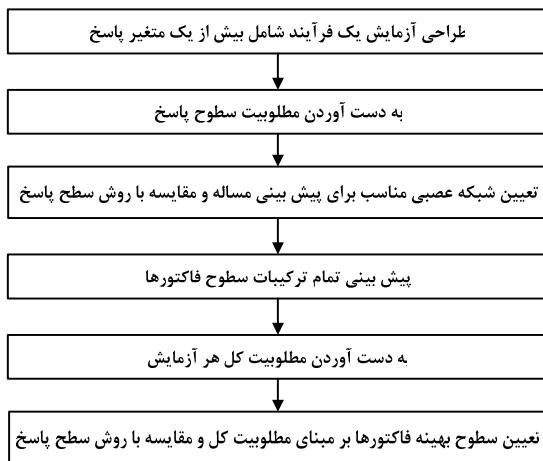 طراحی آزمایش یک فرآیند شامل بیش از یک متغیر پاسخ
به دست آوردن مطلوبیت سطوح پاسخ
تعیین شبکه عصبی مناسب برای پیش بینی مساله و مقایسه با روش سطح پاسخ
پیش بینی تمام ترکیبات سطوح فاکتورها
به دست آوردن مطلوبیت کل هر آزمایش
تعیین سطوح بهینه فاکتورها بر مبنای مطلوبیت کل و مقایسه با روش سطح پاسخ